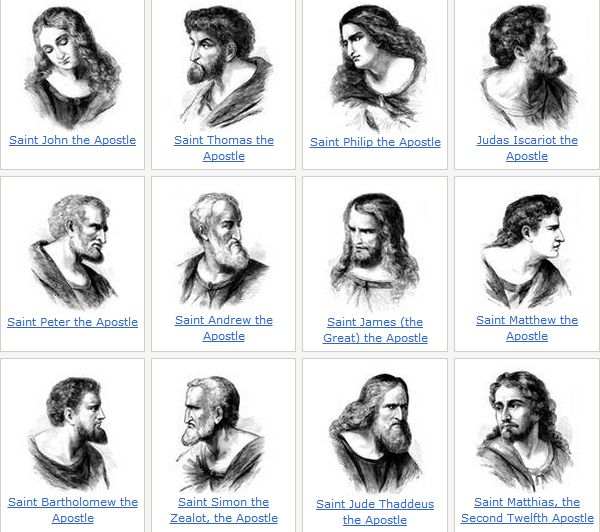 Saint John the Apostle
Saint Thomas the
Apostle
Saint Philip the Apostle
Judas Iscariot the
Apostle
Saint Peter the Apostle
Saint Andrew the
Apostle
Saint James (the
Great) the Apostle
Saint Matthew the
Apostle
Saint Bartholomew the
Apostle
Saint Simon the
Zealot, the Apostle
Saint Jude Thaddeus
the Apostle
Saint Matthias, the
Second Twelfth Apostle